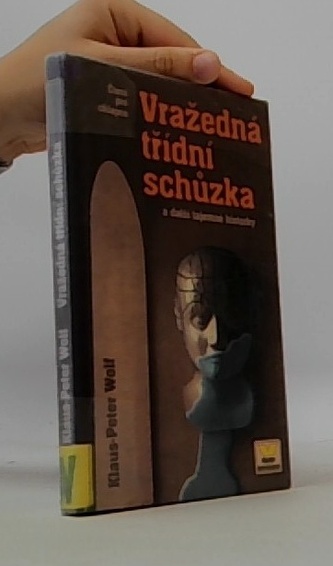 Čtení
pro
chlapce
Vražedná
třídní
schůzka
a další tajemné historky
Klaus-Peter Wolf
Klaus-Peter Wolf Vražedná třídní schůzka
V